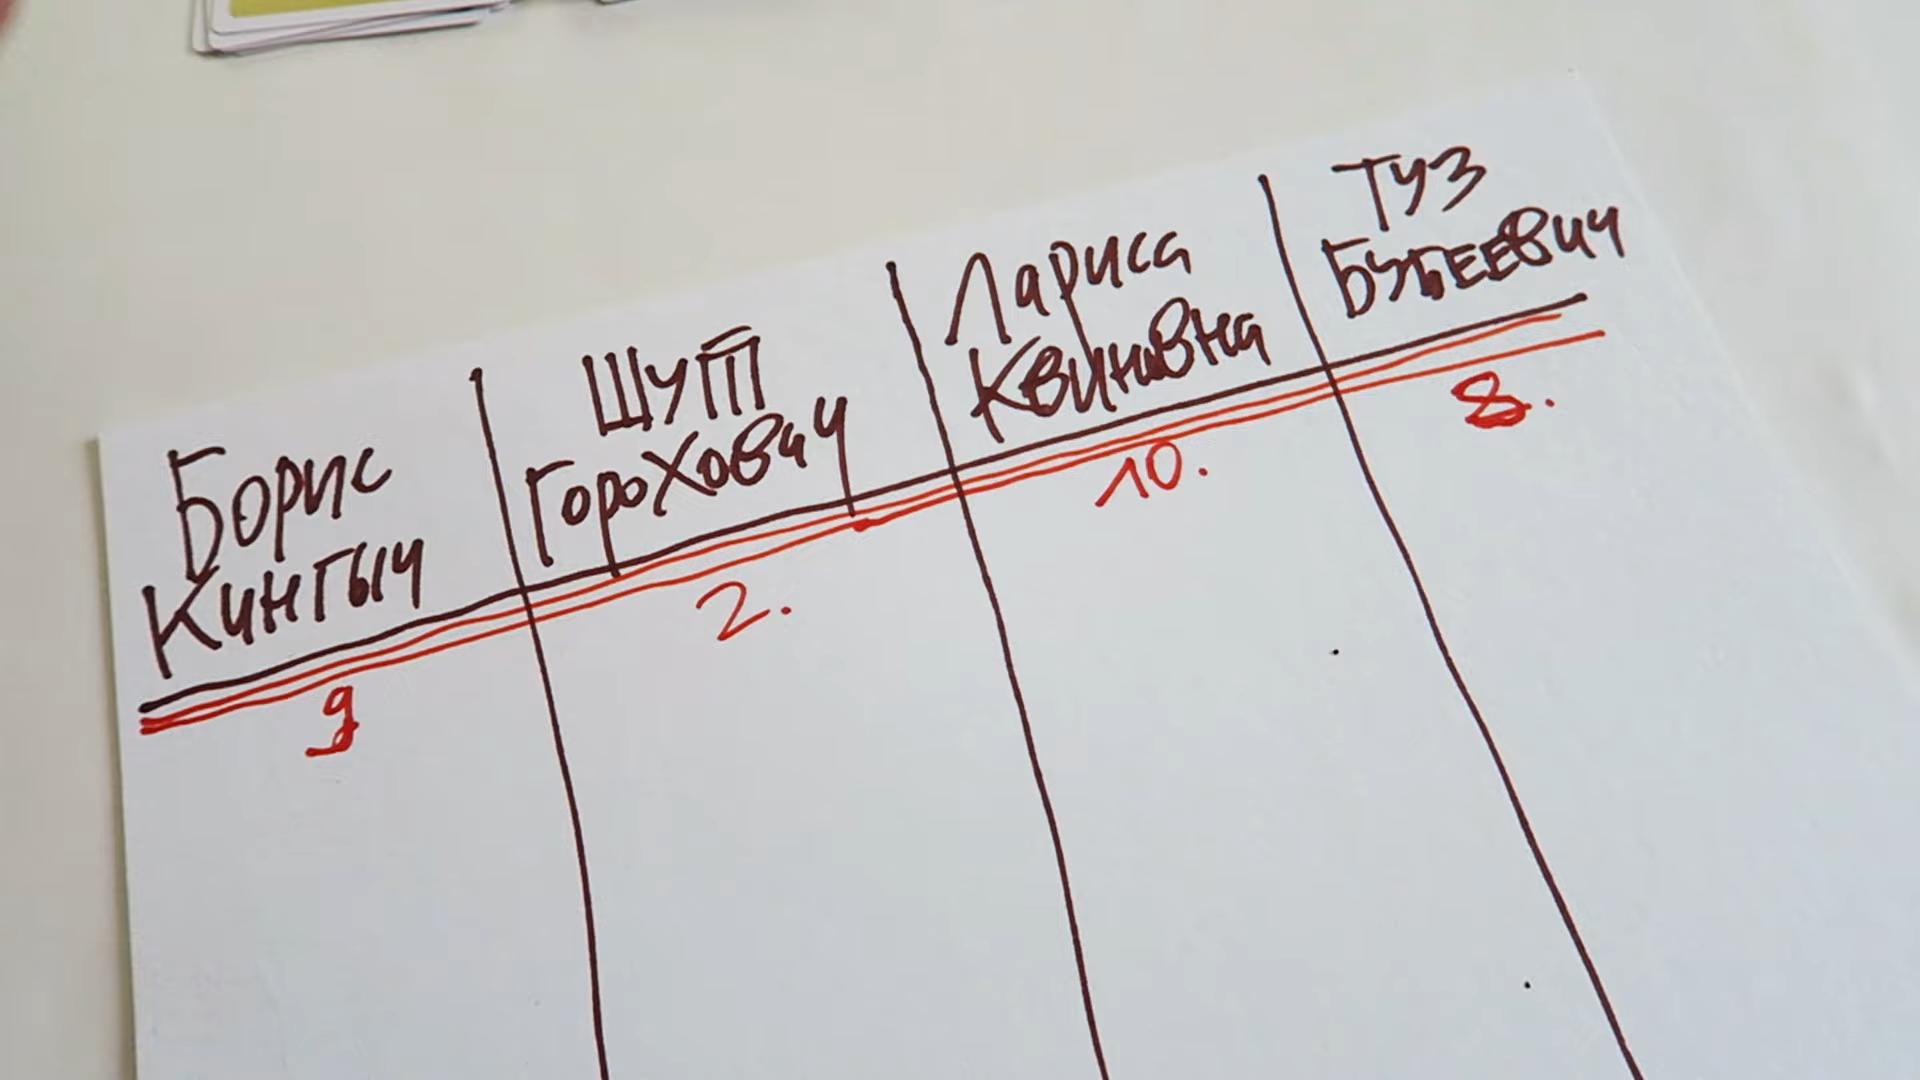 Борис
Кингыч
Шут
Горохович
Лариса
Квиновна
Туз
Бубеевич
9
2.
10.
8.